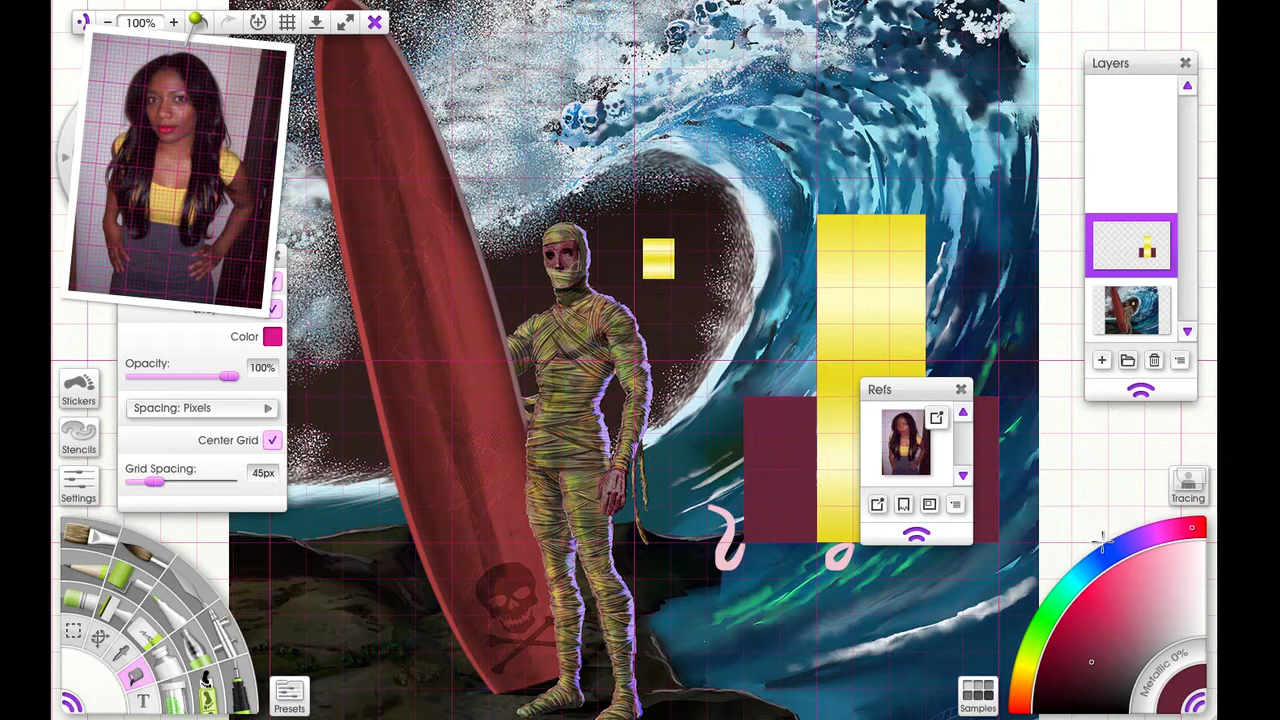 100%
Layers
Color
Opacity:
100%
Spacing: Pixels
Center Grid
Grid Spacing:
45px
Refs
Stickers
Stencils
Settings
Tracing
T
Metallic 0%
Presets
Samples